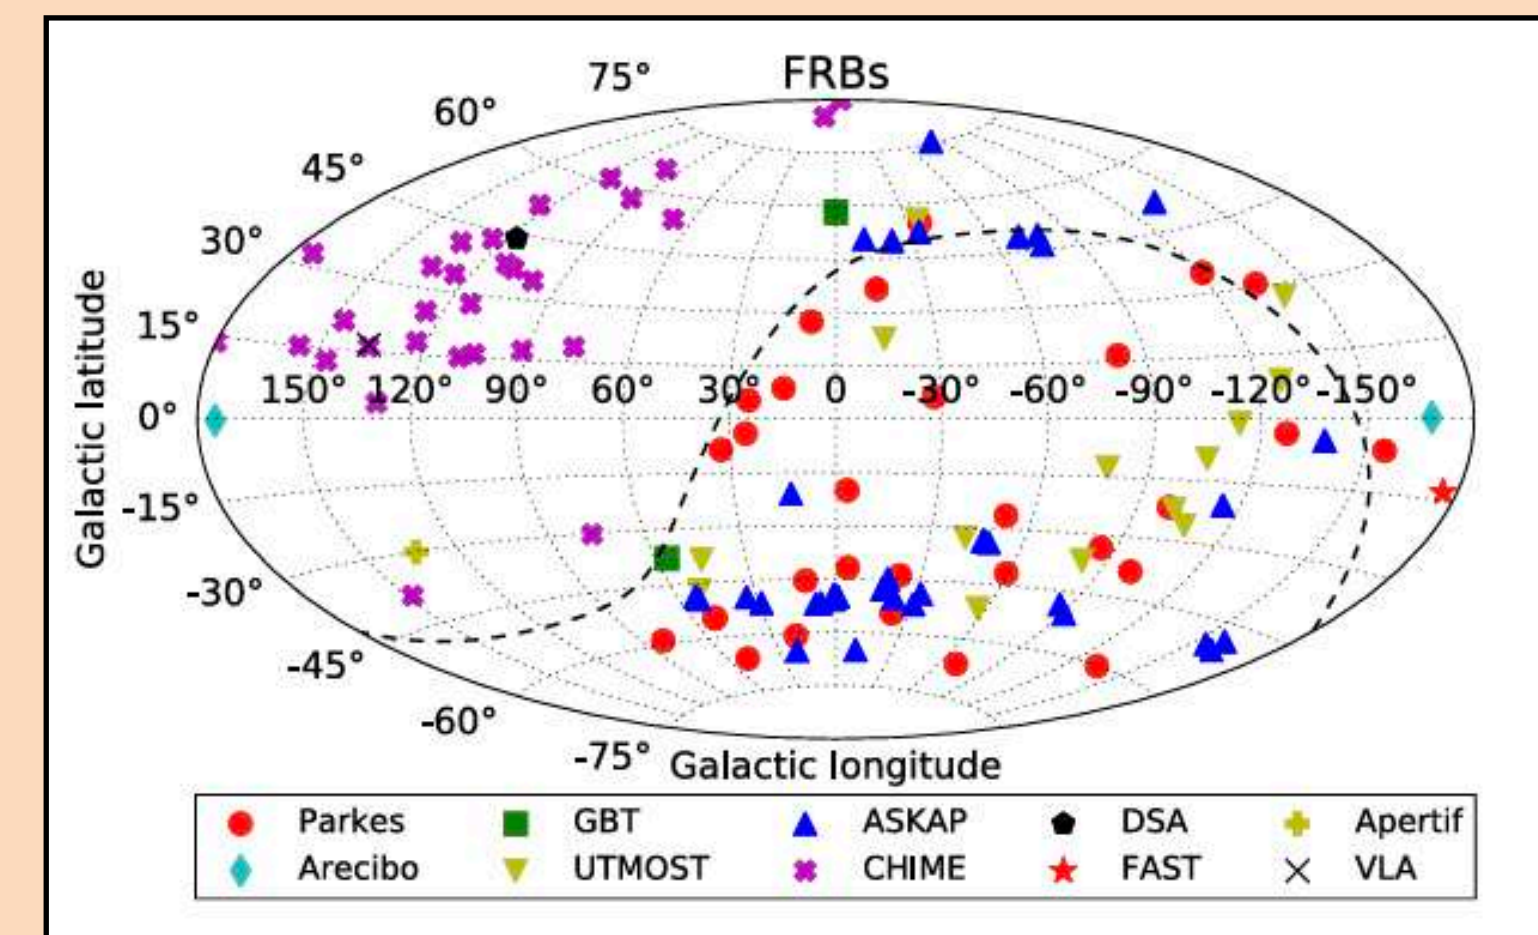 FRBs
75°
60°
45°
30°
15°
0°
-15°
-30°
-45°
-60°
-75°
Galactic latitude
150° 120° 90° 60 30° 0 -30° -60° -90° -120° -150°
Galactic longitude
Parkes GBT ASKAP DSA Apertif
Arecibo UTMOST CHIME FAST VLA